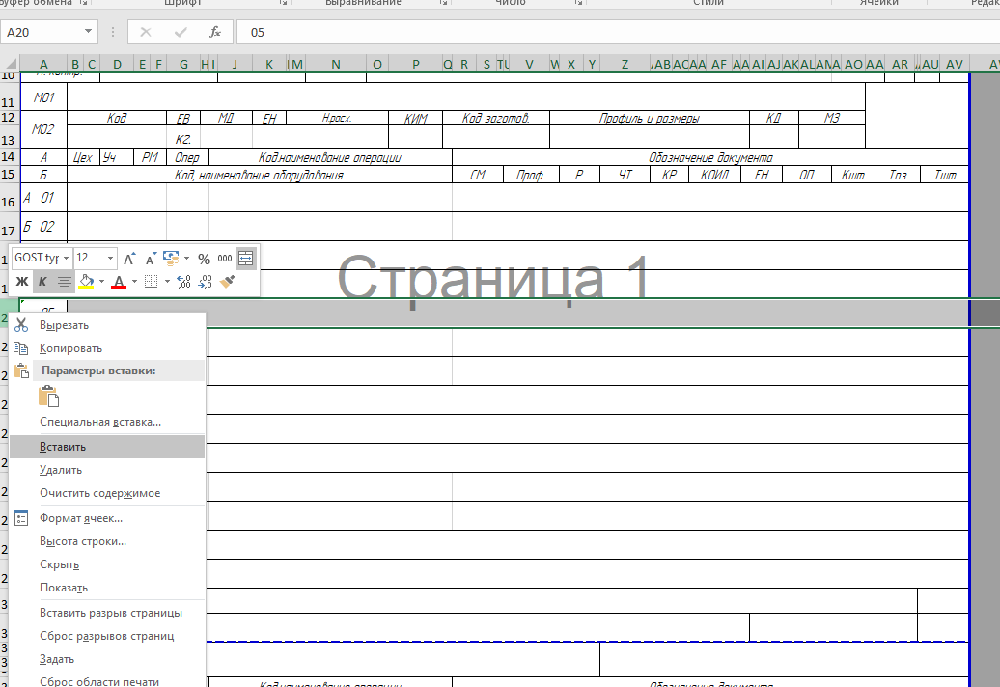 буфер обмена Шрифт Выравнивание Число Стили Ячейки Редак
A20 fx 05
A B C D E F G H I J K L M N O P Q R S T U V W X Y Z AB AC AA AF AA AI AJ AK AL AM A AO AA AR AU AV
10 Н. контр.
11 М01
12 М02 Код ЕВ МД ЕН Н.расх. КИМ Код заготов. Профиль и размеры КД МЗ
13 К2.
14 А Цех Уч РМ Опер Код,наименование операции Обозначение документа
15 Б Код, наименование оборудования СМ Проф. Р УТ КР КОИД ЕН ОП Кшт Тпз Тшт
16 А 01
17 Б 02
GOST typ 12 A A % 000
Ж К A ,00
Страница 1
05
Вырезать
Копировать
Параметры вставки:
Специальная вставка...
Вставить
Удалить
Очистить содержимое
Формат ячеек...
Высота строки...
Скрыть
Показать
Вставить разрыв страницы
Сброс разрывов страниц
Задать
Сброс области печати
Код,наименование операции Обозначение документа